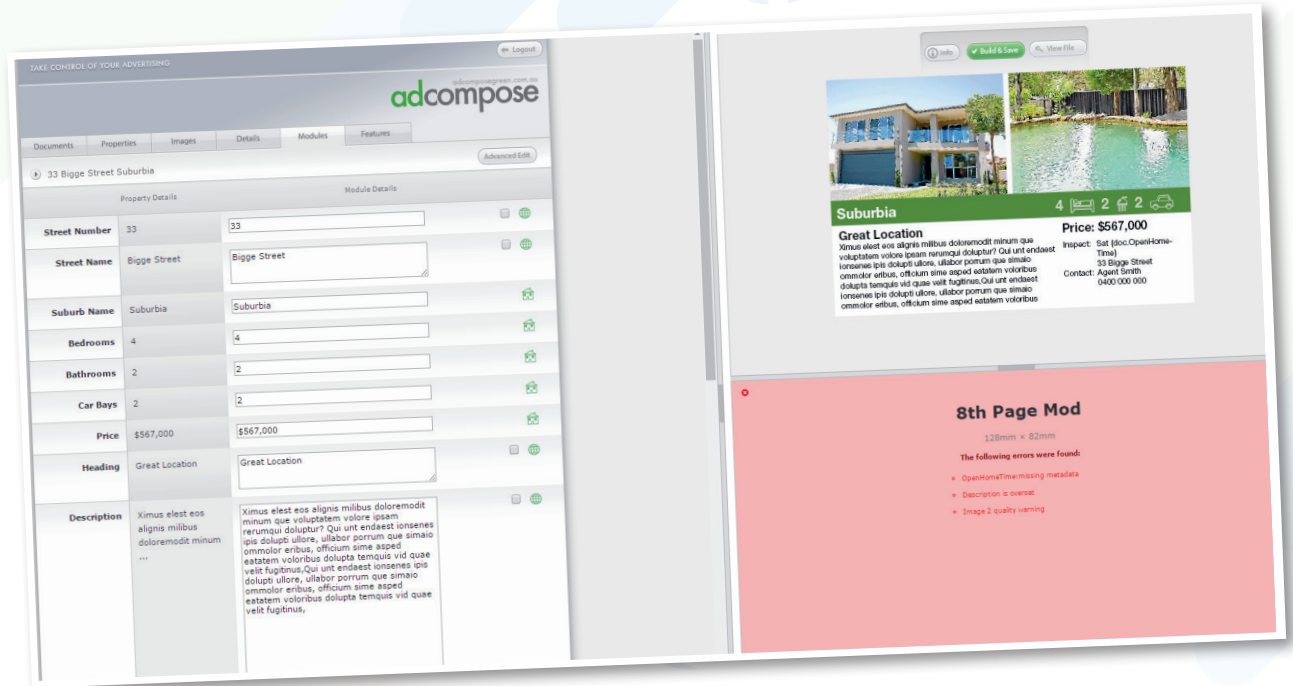 TAKE CONTROL OF YOUR ADVERTISING
Logout
adcomposegreen.com.au
adcompose
Documents
Properties
Images
Details
Modules
Features
33 Bigge Street Suburbia
Advanced Edit
Property Details
Module Details
Street Number
33
33
Street Name
Bigge Street
Bigge Street
Suburb Name
Suburbia
Suburbia
Bedrooms
4
4
Bathrooms
2
2
Car Bays
2
2
Price
$567,000
$567,000
Heading
Great Location
Great Location
Description
Ximus elest eos
alignis milibus
doloremodit minum
...
Ximus elest eos alignis milibus doloremodit
minum que voluptatem volore ipsam
rerumqui doluptur? Qui unt endaest ionsenes
ipis dolupti ullore, ullabor porrum que simaio
ommolor eribus, officium sime asped
eatatem voloribus dolupta temquis vid quae
velit fugitinus,Qui unt endaest ionsenes ipis
dolupti ullore, ullabor porrum que simaio
ommolor eribus, officium sime asped
eatatem voloribus dolupta temquis vid quae
velit fugitinus,
Info
Build & Save
View File
Suburbia
4 2 2
Great Location
Ximus elest eos alignis milibus doloremodit minum que
voluptatem volore ipsam rerumqui doluptur? Qui unt endaest
ionsenes ipis dolupti ullore, ullabor porrum que simaio
ommolor eribus, officium sime asped eatatem voloribus
dolupta temquis vid quae velit fugitinus,Qui unt endaest
ionsenes ipis dolupti ullore, ullabor porrum que simaio
ommolor eribus, officium sime asped eatatem voloribus
Price: $567,000
Inspect: Sat {doc.OpenHome-
Time}
33 Bigge Street
Contact: Agent Smith
0400 000 000
8th Page Mod
128mm × 82mm
The following errors were found:
OpenHomeTime:missing metadata
Description is overset
Image 2 quality warning